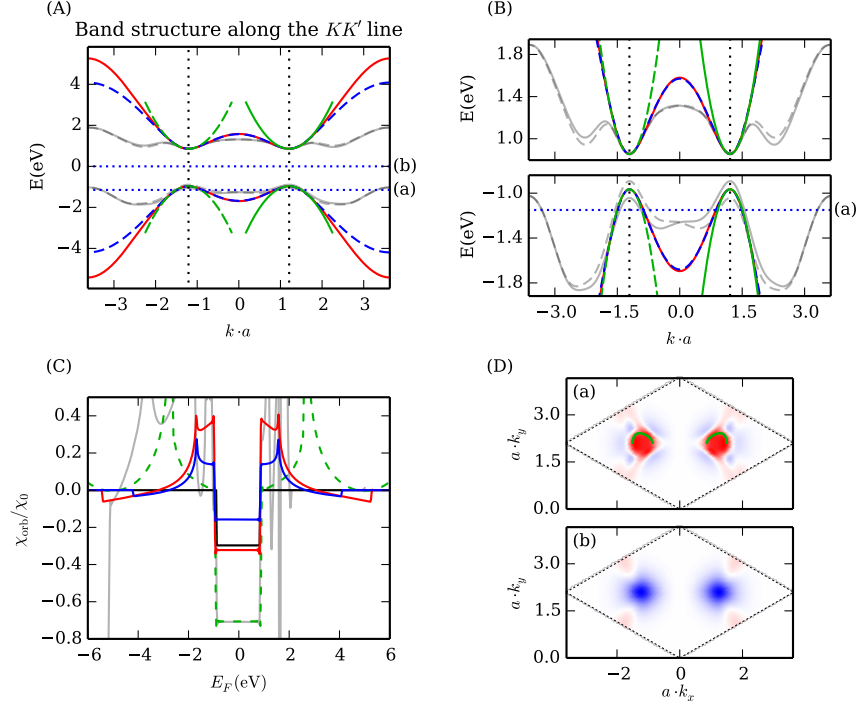 (A)
Band structure along the KK′ line
E(eV)
4
2
0
−2
−4
(b)
(a)
−3 −2 −1 0 1 2 3
k·a
(B)
E(eV)
1.8
1.4
1.0
E(eV)
−1.0
−1.4
−1.8
(a)
−3.0 −1.5 0.0 1.5 3.0
k·a
(C)
χorb/χ0
0.4
0.2
0.0
−0.2
−0.4
−0.6
−0.8
−6 −4 −2 0 2 4 6
E_F(eV)
(D)
(a)
a·k_y
3.0
1.5
0.0
(b)
a·k_y
3.0
1.5
0.0
−2 0 2
a·k_x